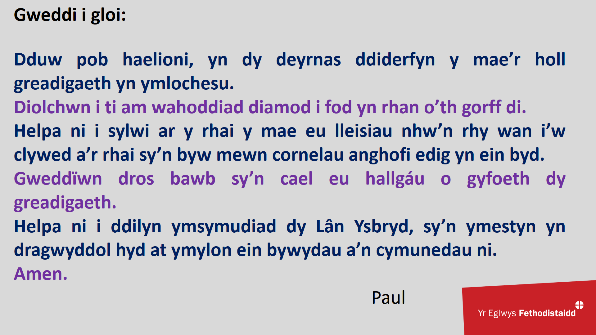 Gweddi i gloi:
Dduw pob haelioni, yn dy deyrnas ddiderfyn y mae’r holl
greadigaeth yn ymlochesu.
Diolchwn i ti am wahoddiad diamod i fod yn rhan o’th gorff di.
Helpa ni i sylwi ar y rhai y mae eu lleisiau nhw’n rhy wan i’w
clywed a’r rhai sy’n byw mewn cornelau anghofi edig yn ein byd.
Gweddïwn dros bawb sy’n cael eu hallgáu o gyfoeth dy
greadigaeth.
Helpa ni i ddilyn ymsymudiad dy Lân Ysbryd, sy’n ymestyn yn
dragwyddol hyd at ymylon ein bywydau a’n cymunedau ni.
Amen.
Paul
Yr Eglwys Fethodistaidd